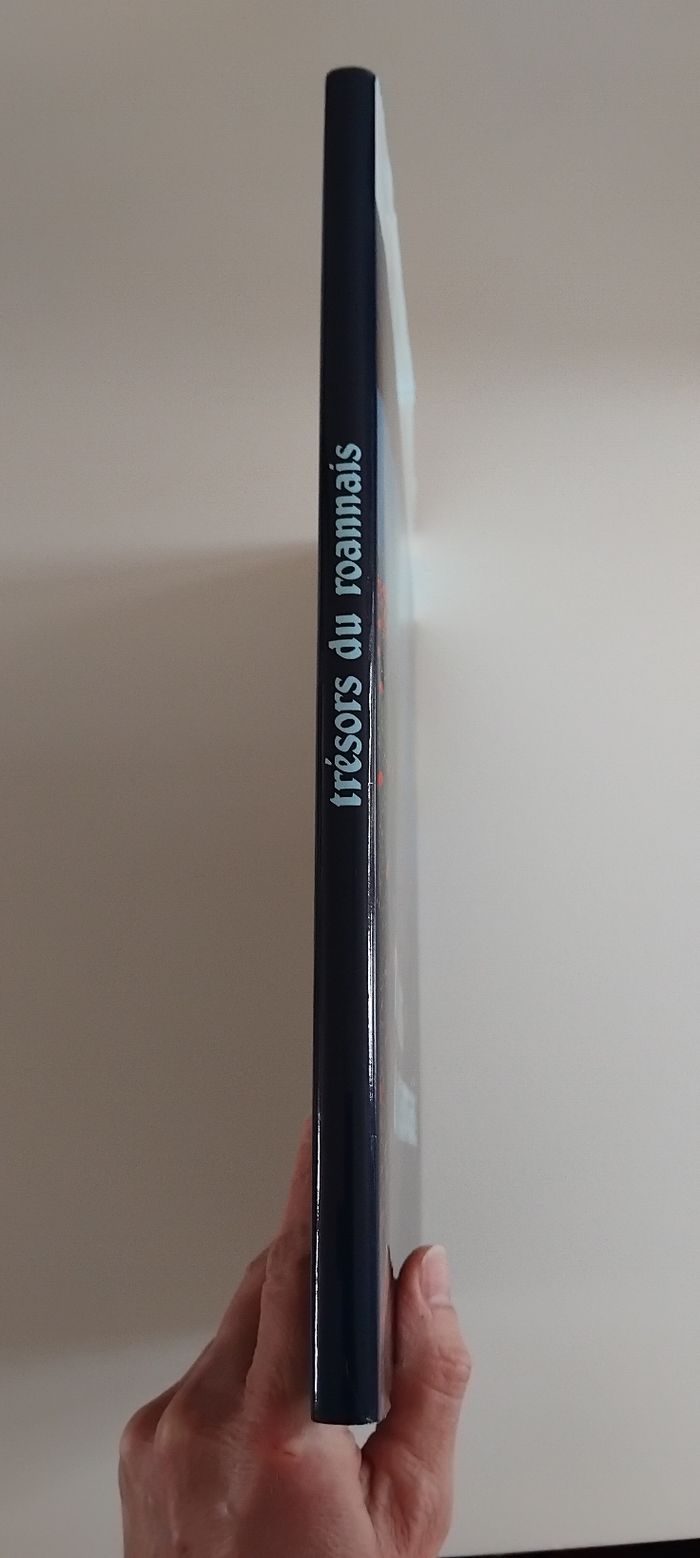 trésors du roannais